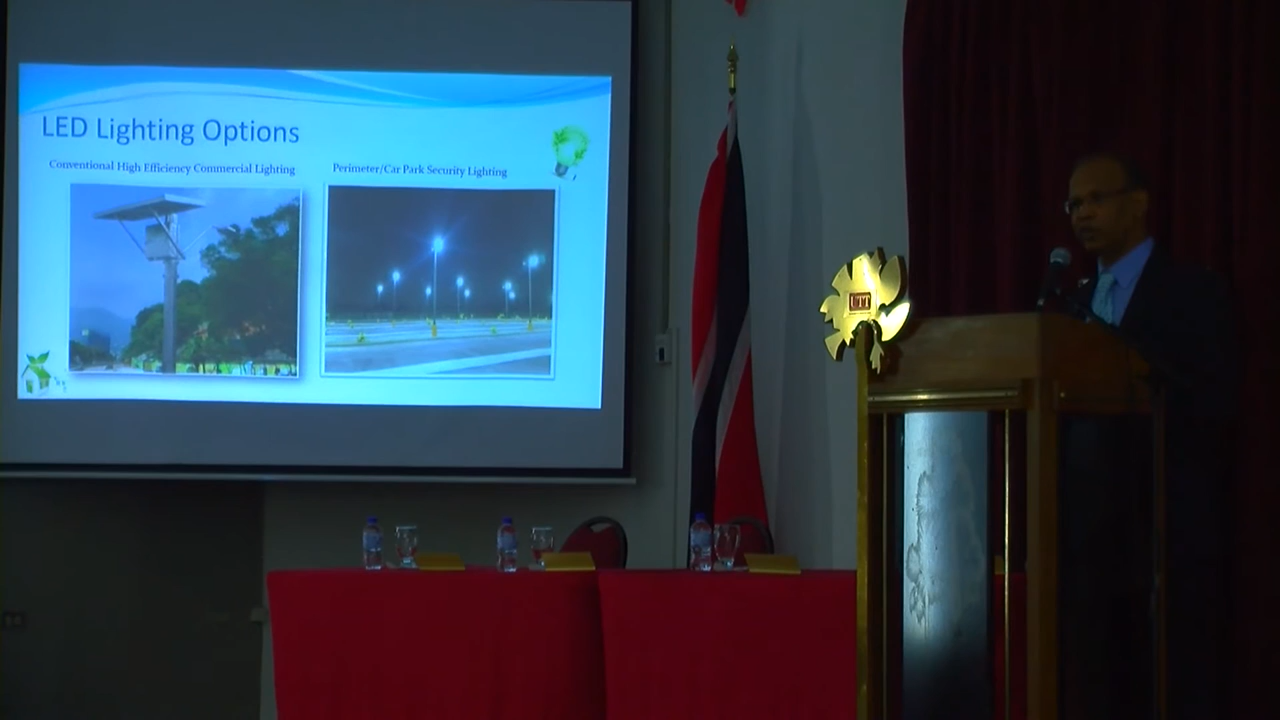 LED Lighting Options
Conventional High Efficiency Commercial Lighting
Perimeter/Car Park Security Lighting
UTT